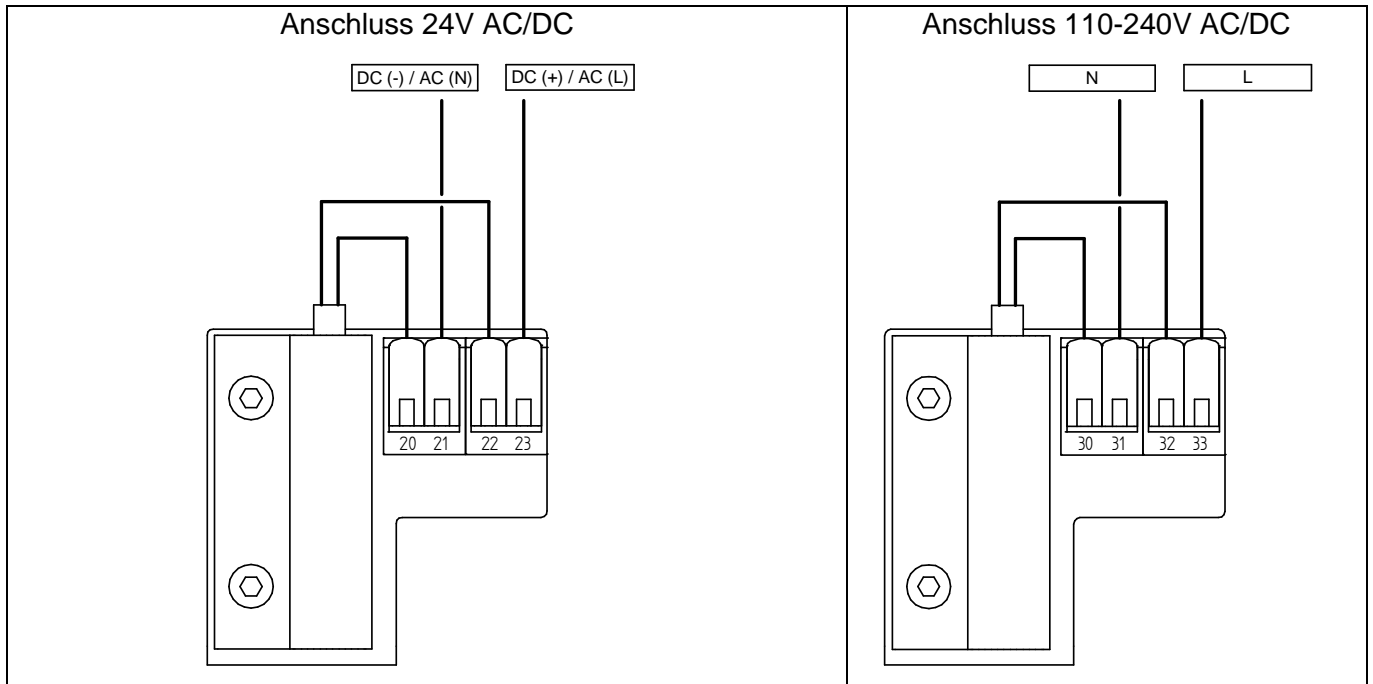 Anschluss 24V AC/DC
DC (-) / AC (N) DC (+) / AC (L)
20 21 22 23
Anschluss 110-240V AC/DC
N L
30 31 32 33